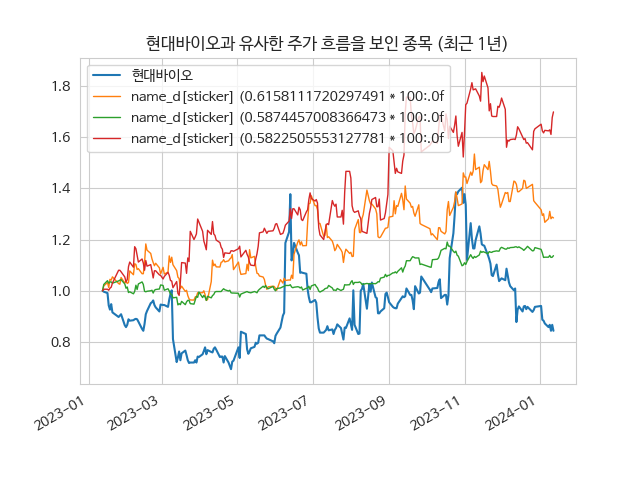 현대바이오과 유사한 주가 흐름을 보인 종목 (최근 1년)
현대바이오
name_d[sticker] (0.6158111720297491 * 100:.0f
name_d[sticker] (0.5874457008366473 * 100:.0f
name_d[sticker] (0.5822505553127781 * 100:.0f
1.8
1.6
1.4
1.2
1.0
0.8
2023-01
2023-03
2023-05
2023-07
2023-09
2023-11
2024-01